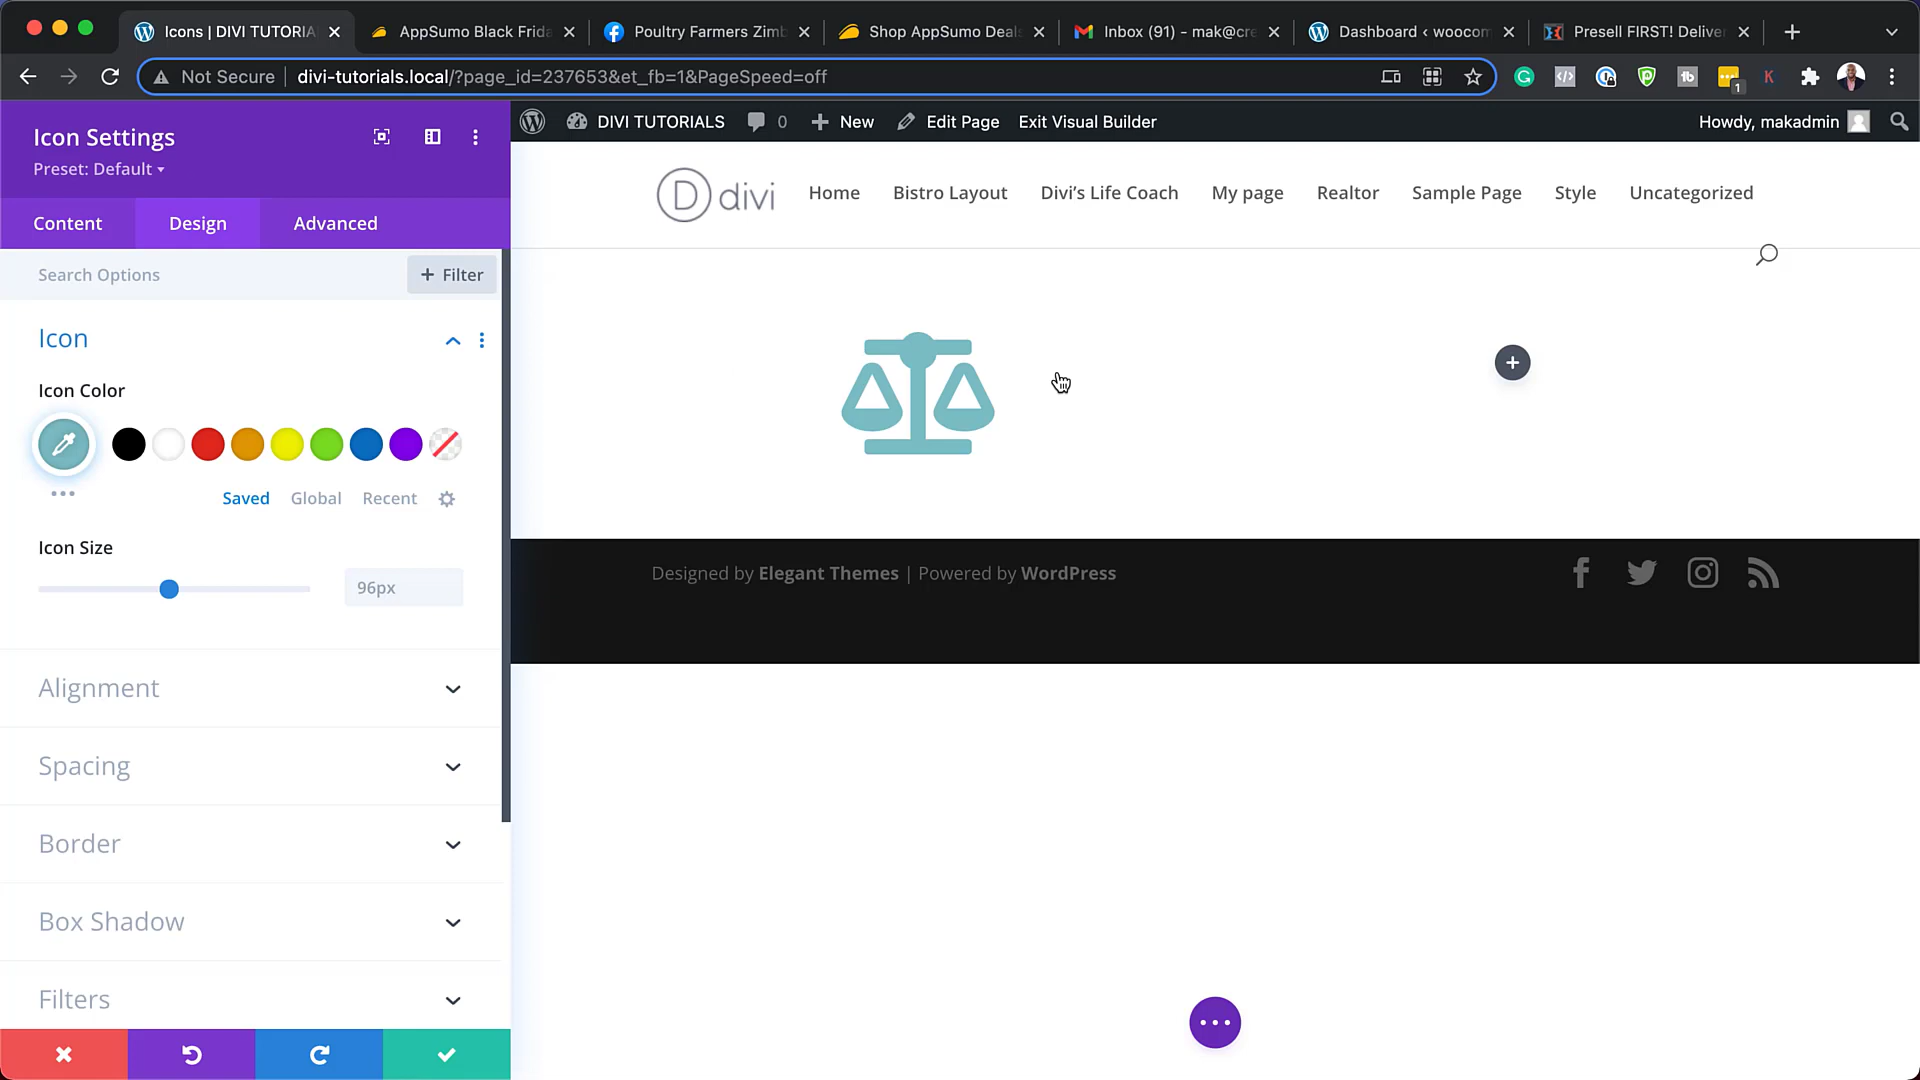 Icons | DIVI TUTORIA
AppSumo Black Frida
Poultry Farmers Zimb
Shop AppSumo Deals
Inbox (91) - mak@cre
Dashboard ‹ woocom
Presell FIRST! Deliver
Not Secure
divi-tutorials.local/?page_id=237653&et_fb=1&PageSpeed=off
1
DIVI TUTORIALS
0
New
Edit Page
Exit Visual Builder
Howdy, makadmin
Icon Settings
Preset: Default
Content
Design
Advanced
Search Options
+ Filter
Icon
Icon Color
Saved
Global
Recent
Icon Size
96px
Alignment
Spacing
Border
Box Shadow
Filters
D divi
Home
Bistro Layout
Divi's Life Coach
My page
Realtor
Sample Page
Style
Uncategorized
Designed by Elegant Themes | Powered by WordPress